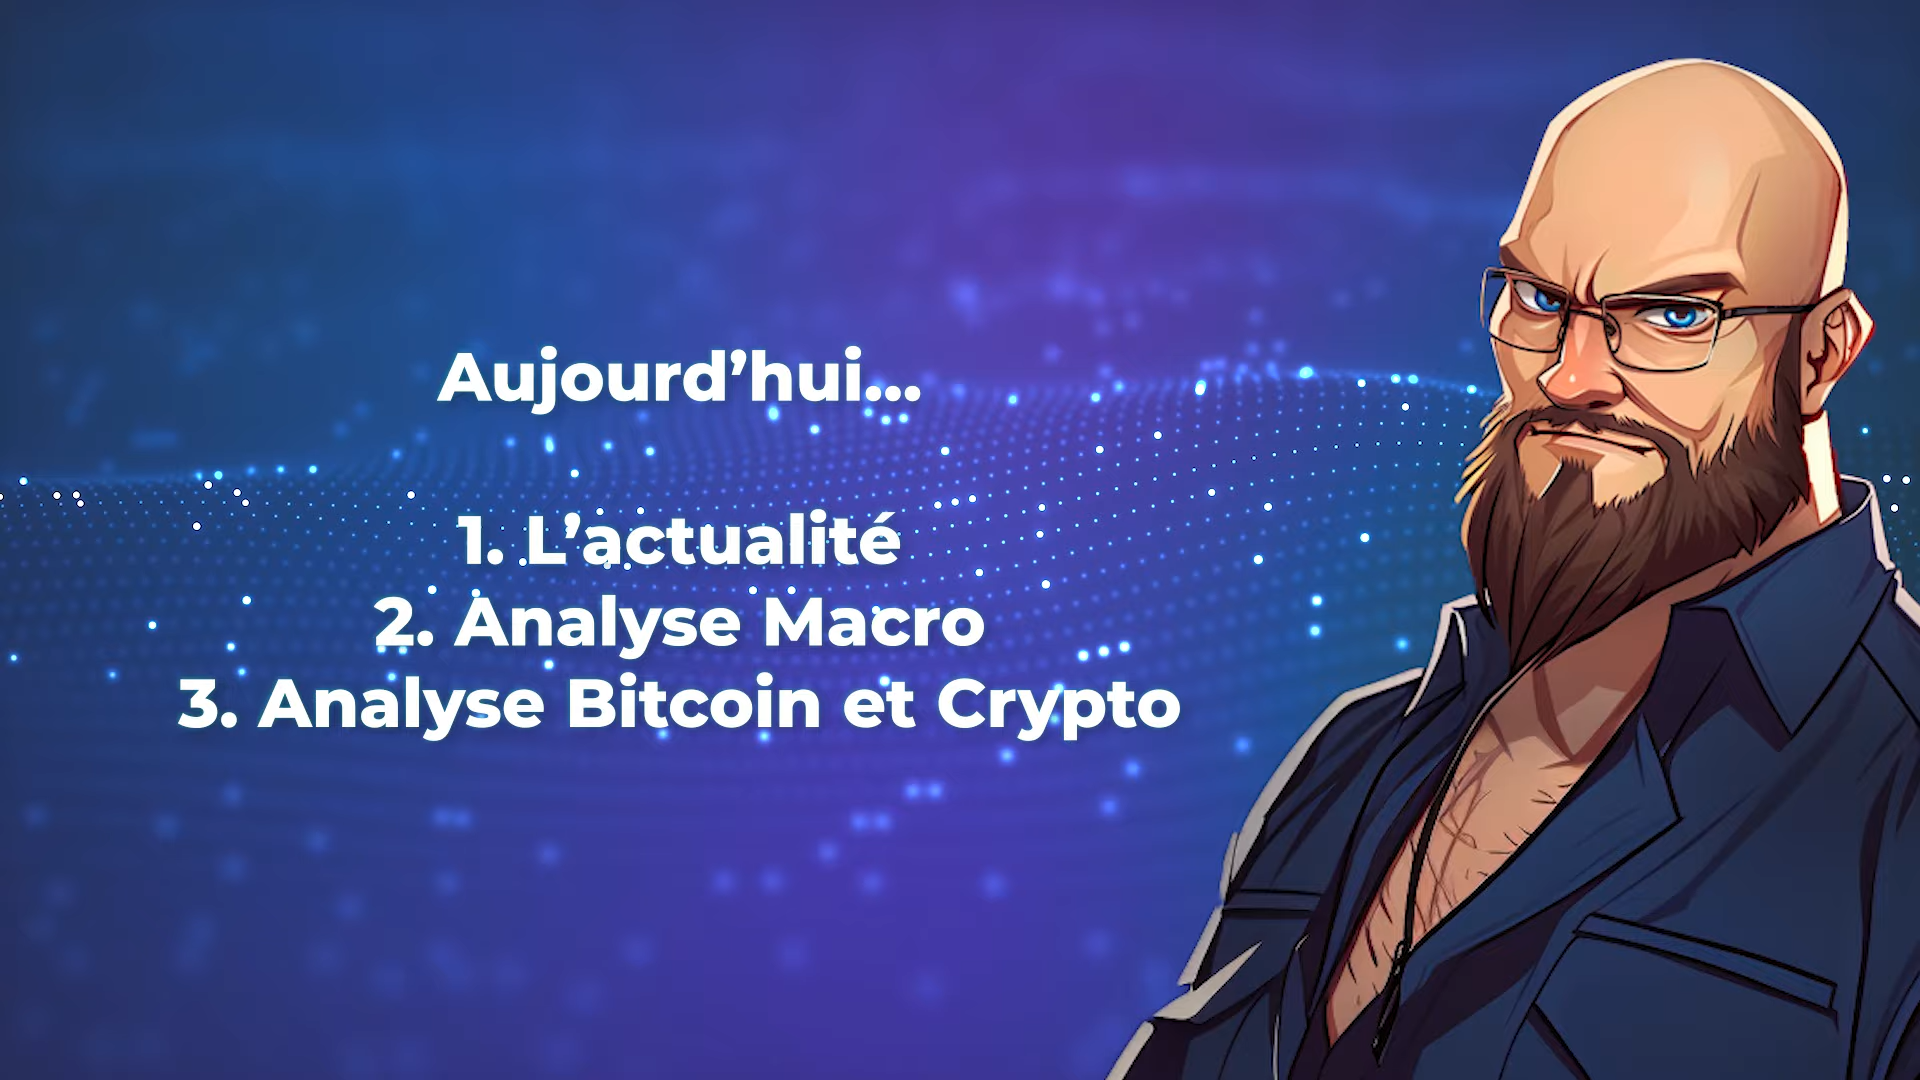 Aujourd’hui...
1. L’actualité
2. Analyse Macro
3. Analyse Bitcoin et Crypto